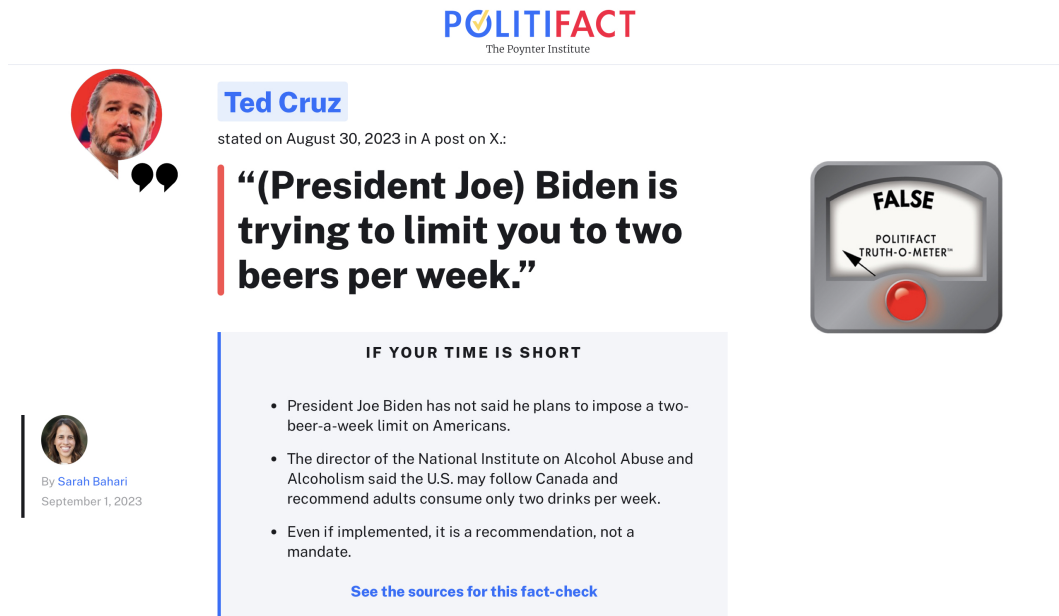 POLITIFACT
The Poynter Institute
Ted Cruz
stated on August 30, 2023 in A post on X.:
“(President Joe) Biden is
trying to limit you to two
beers per week.”
FALSE
POLITIFACT
TRUTH-O-METER™
IF YOUR TIME IS SHORT
• President Joe Biden has not said he plans to impose a two-
beer-a-week limit on Americans.
• The director of the National Institute on Alcohol Abuse and
Alcoholism said the U.S. may follow Canada and
recommend adults consume only two drinks per week.
• Even if implemented, it is a recommendation, not a
mandate.
See the sources for this fact-check
By Sarah Bahari
September 1, 2023